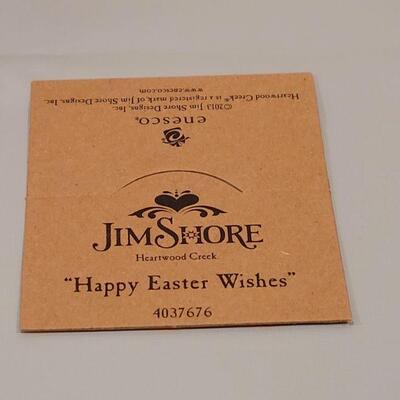 www.enesco.com
Heartwood Creek® is a registered mark of Jim Shore Designs, Inc.
©2013 Jim Shore Designs, Inc.
enesco®
JIM SHORE
Heartwood Creek
“Happy Easter Wishes”
4037676